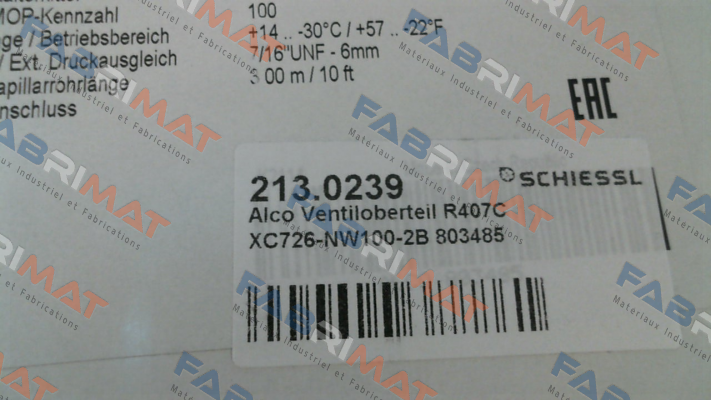 MOP-Kennzahl 100
/ Betriebsbereich +14 .. -30°C / +57 .. -22°F
/ Ext. Druckausgleich 7/16"UNF - 6mm
apillarrohrlänge 00 m / 10 ft
nschluss
EAC
213.0239 SCHIESSL
Alco Ventiloberteil R407C
XC726-NW100-2B 803485
FABRIMAT
Materiaux Industriel et Fabrications